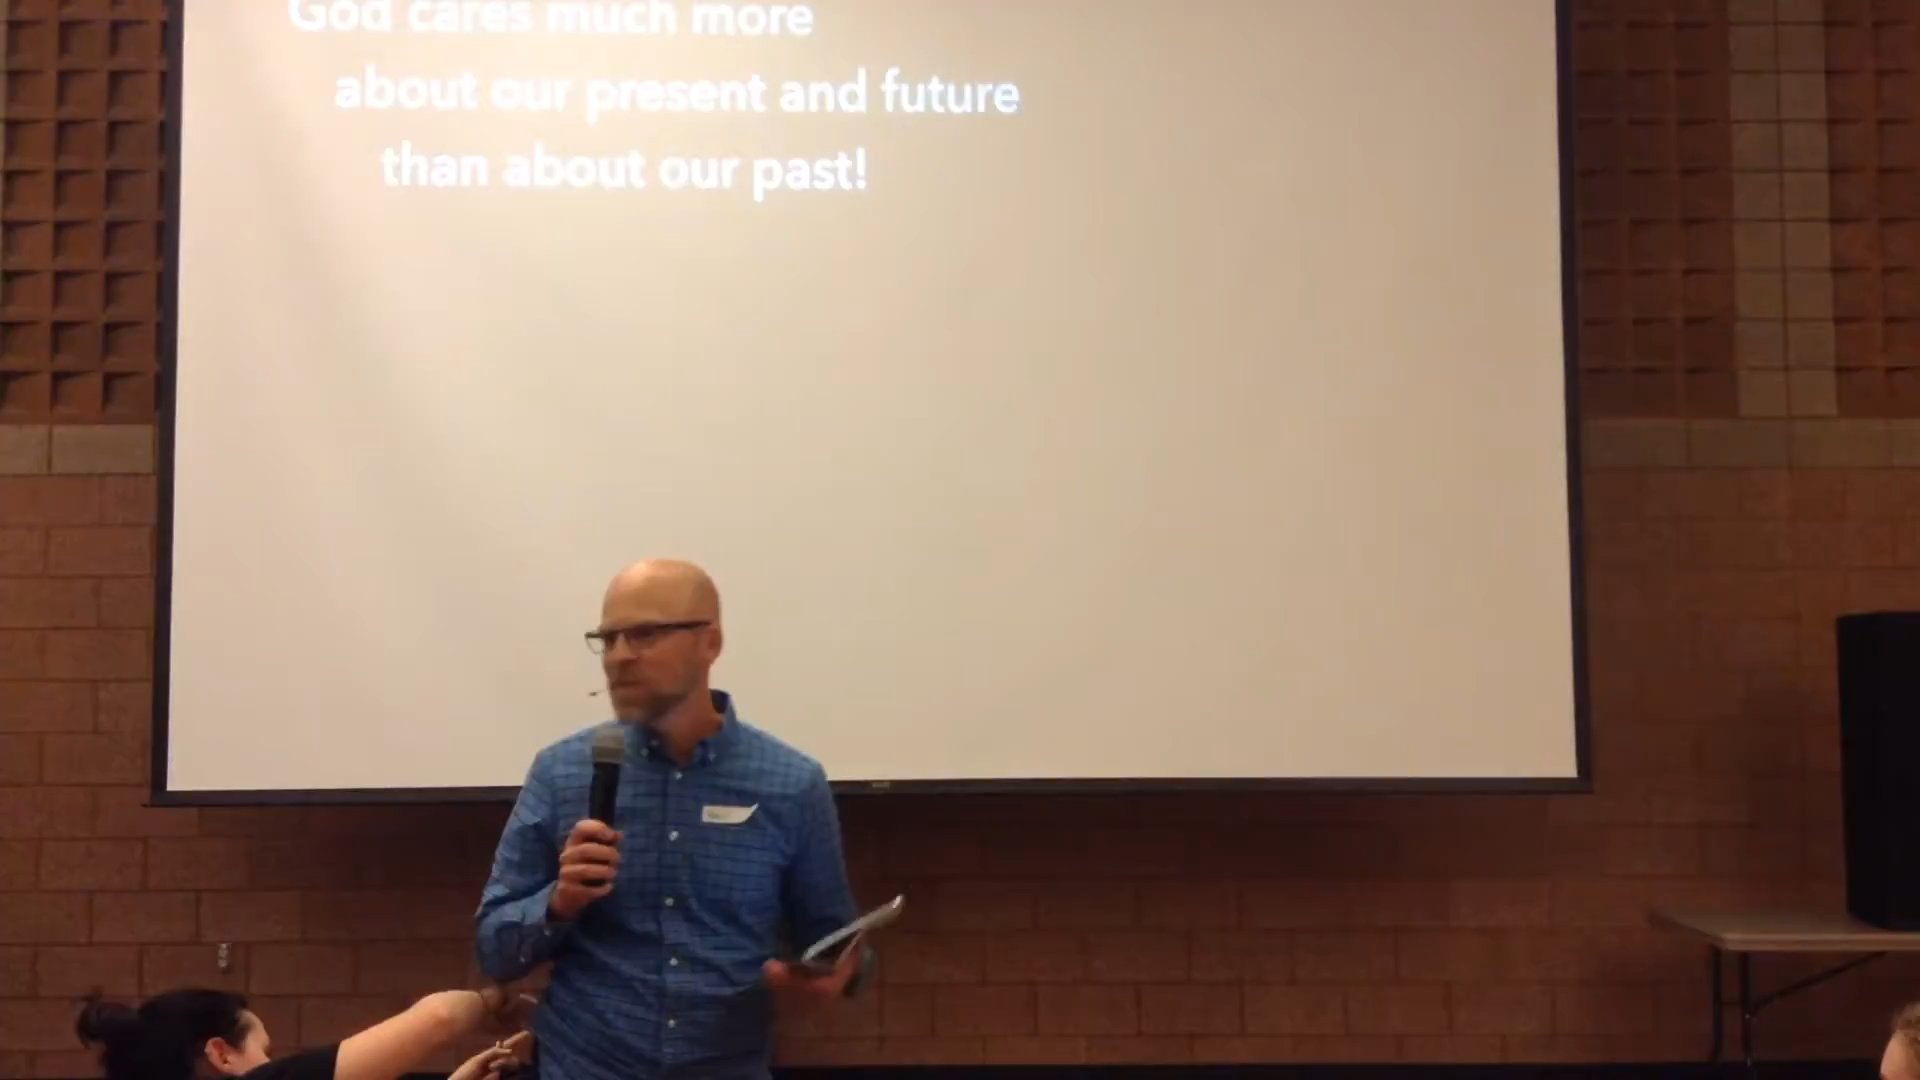 God cares much more
about our present and future
than about our past!